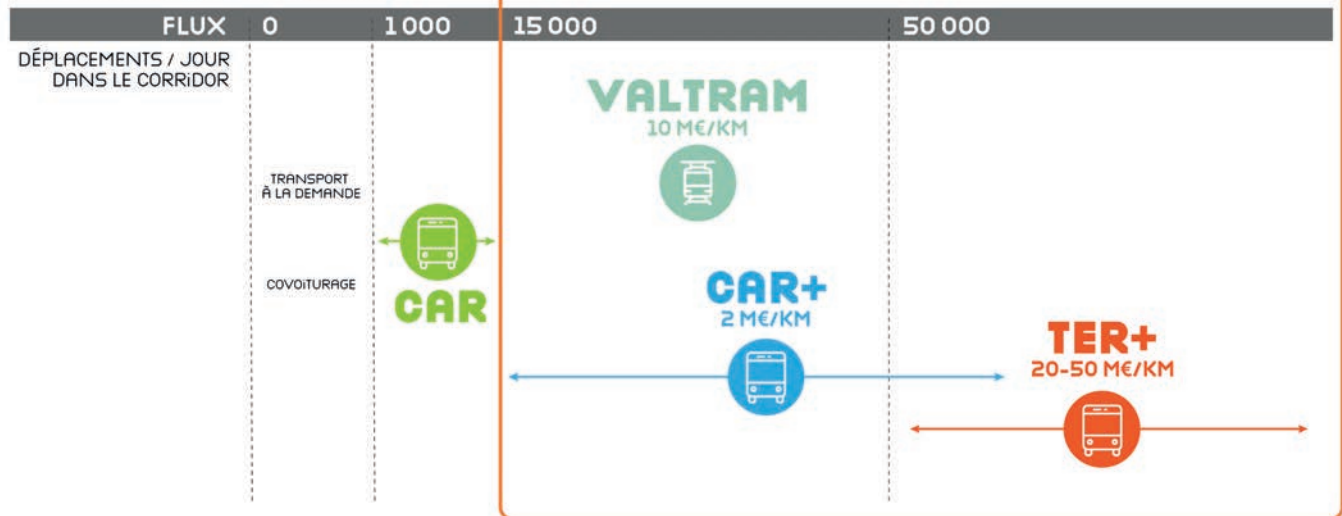 FLUX 0 1 000 15 000 50 000
DÉPLACEMENTS / JOUR
DANS LE CORRiDOR
VALTRAM
10 M€/KM
TRANSPORT
À LA DEMANDE
COVOiTURAGE
CAR
CAR+
2 M€/KM
TER+
20-50 M€/KM